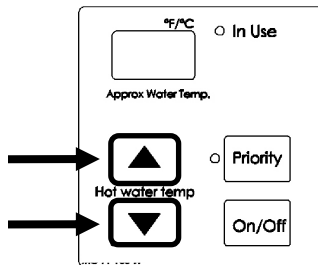 °F/°C
In Use
Approx Water Temp.
Priority
Hot water temp
On/Off